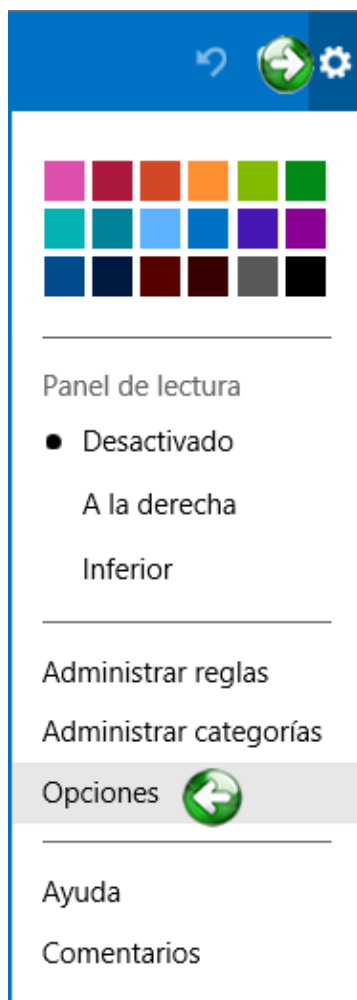 Panel de lectura
Desactivado
A la derecha
Inferior
Administrar reglas
Administrar categorías
Opciones
Ayuda
Comentarios